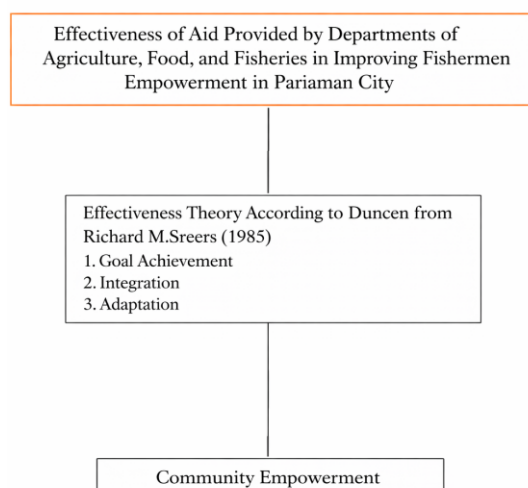 Effectiveness of Aid Provided by Departments of
Agriculture, Food, and Fisheries in Improving Fishermen
Empowerment in Pariaman City
Effectiveness Theory According to Duncen from
Richard M.Sreers (1985)
1. Goal Achievement
2. Integration
3. Adaptation
Community Empowerment